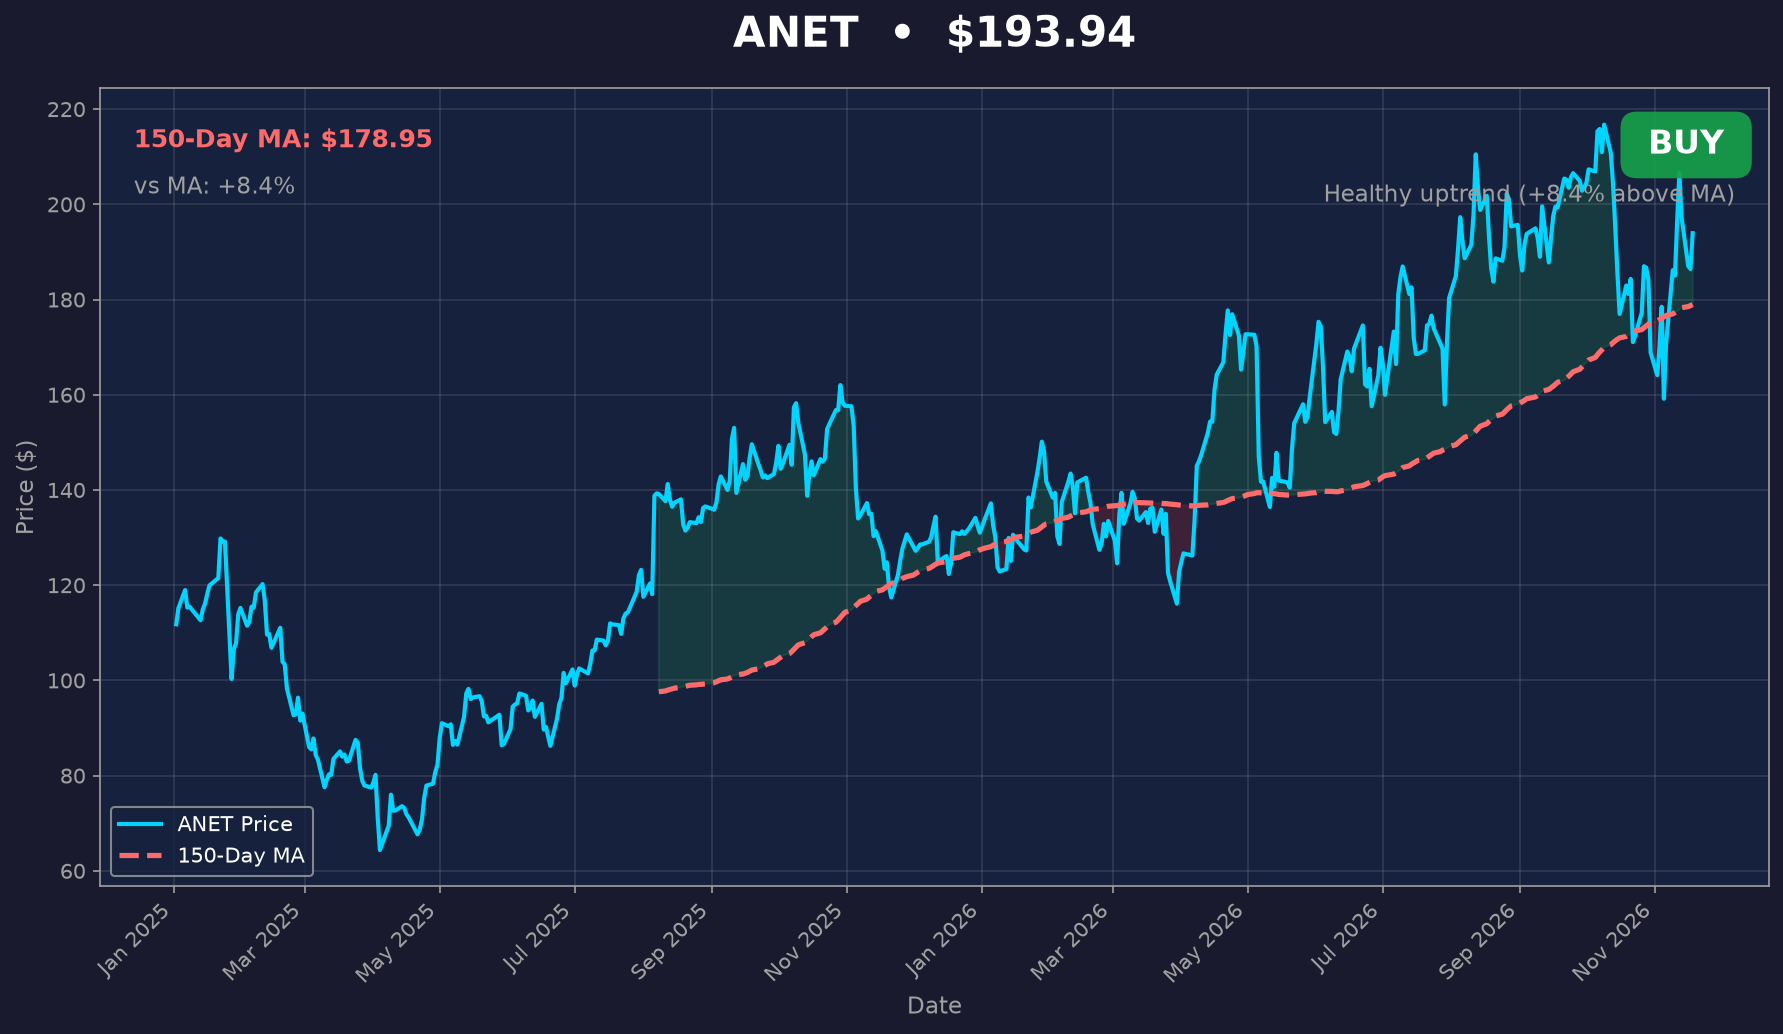 ANET • $193.94
150-Day MA: $178.95
vs MA: +8.4%
BUY
Healthy uptrend (+8.4% above MA)
Price ($)
220
200
180
160
140
120
100
80
60
ANET Price
150-Day MA
Jan 2025
Mar 2025
May 2025
Jul 2025
Sep 2025
Nov 2025
Jan 2026
Mar 2026
May 2026
Jul 2026
Sep 2026
Nov 2026
Date